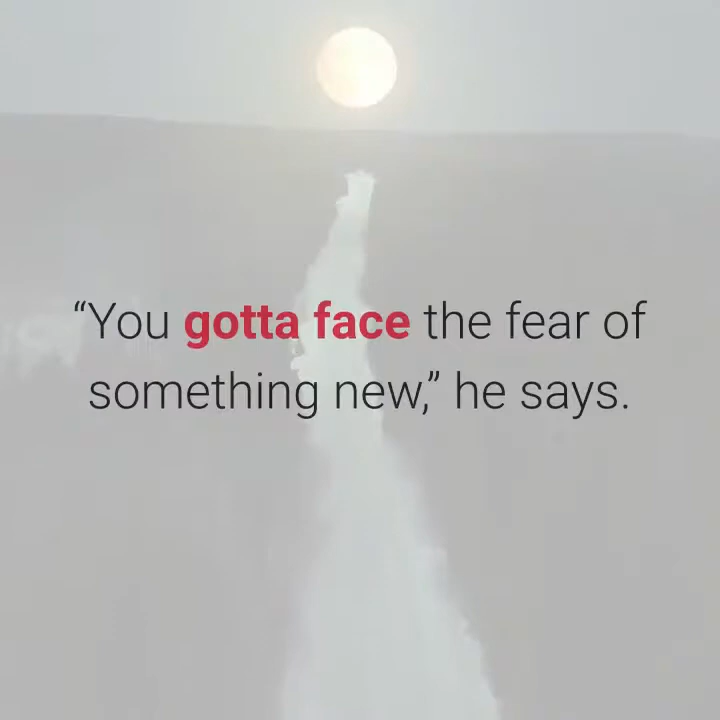 “You gotta face the fear of
something new,” he says.